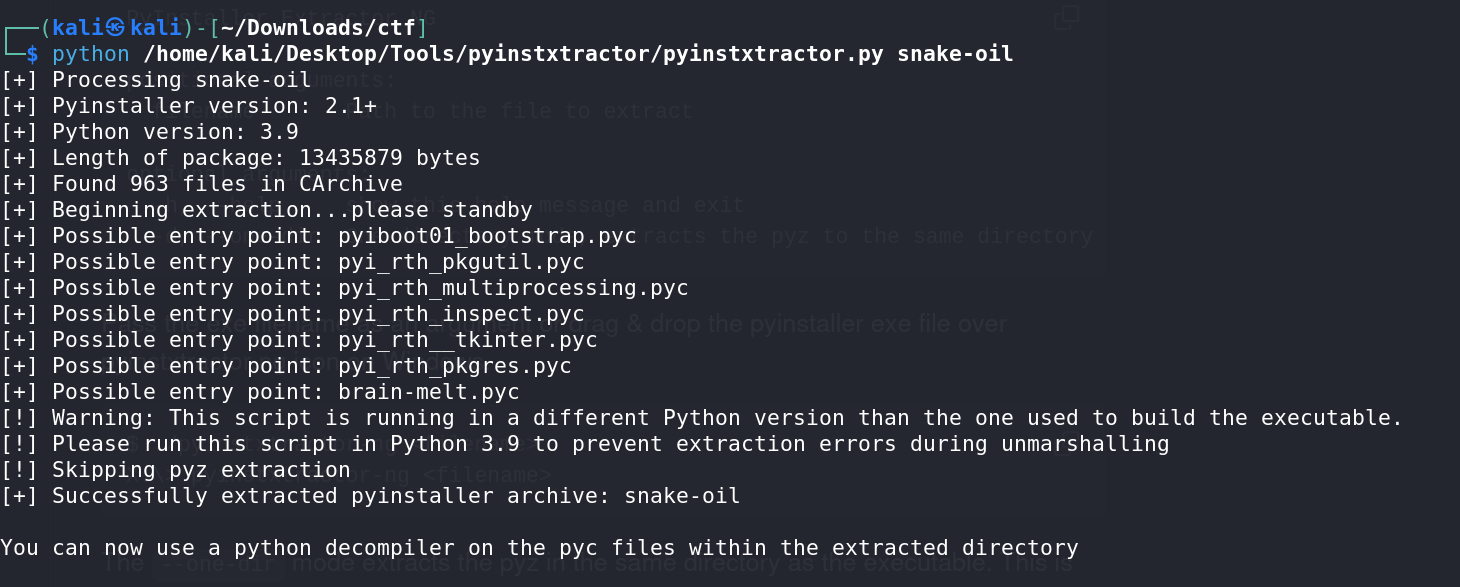 ┌──(kali㉿kali)-[~/Downloads/ctf]
└─$ python /home/kali/Desktop/Tools/pyinstxtractor/pyinstxtractor.py snake-oil
[+] Processing snake-oil
[+] Pyinstaller version: 2.1+
[+] Python version: 3.9
[+] Length of package: 13435879 bytes
[+] Found 963 files in CArchive
[+] Beginning extraction...please standby
[+] Possible entry point: pyiboot01_bootstrap.pyc
[+] Possible entry point: pyi_rth_pkgutil.pyc
[+] Possible entry point: pyi_rth_multiprocessing.pyc
[+] Possible entry point: pyi_rth_inspect.pyc
[+] Possible entry point: pyi_rth__tkinter.pyc
[+] Possible entry point: pyi_rth_pkgres.pyc
[+] Possible entry point: brain-melt.pyc
[!] Warning: This script is running in a different Python version than the one used to build the executable.
[!] Please run this script in Python 3.9 to prevent extraction errors during unmarshalling
[!] Skipping pyz extraction
[+] Successfully extracted pyinstaller archive: snake-oil
You can now use a python decompiler on the pyc files within the extracted directory